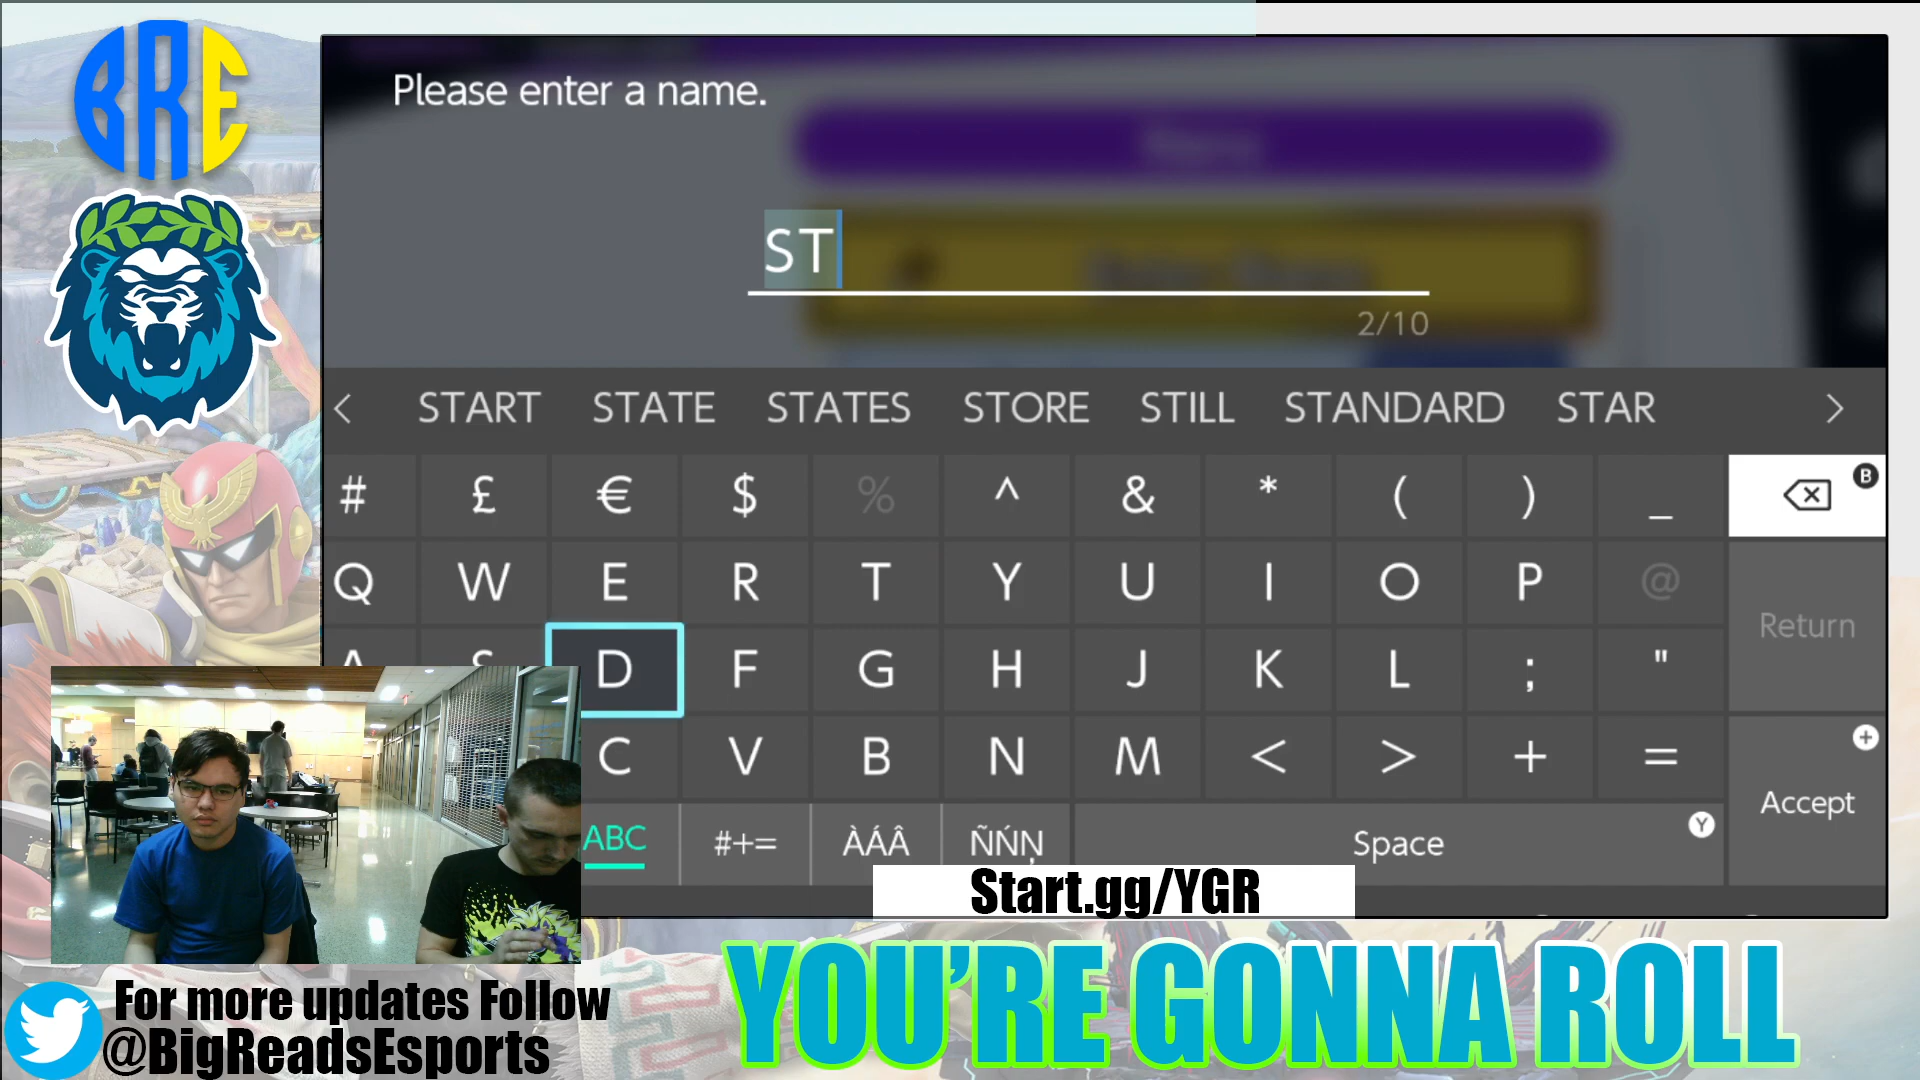 BRE
Please enter a name.
ST
2/10
START STATE STATES STORE STILL STANDARD STAR
# £ € $ % ^ & * ( ) _ B
Q W E R T Y U I O P @
Return
A S D F G H J K L ; "
C V B N M < > + =
Accept
ABC #+= ÀÁÂ ÑŃŅ Space Y
Start.gg/YGR
YOU'RE GONNA ROLL
For more updates Follow
@BigReadsEsports